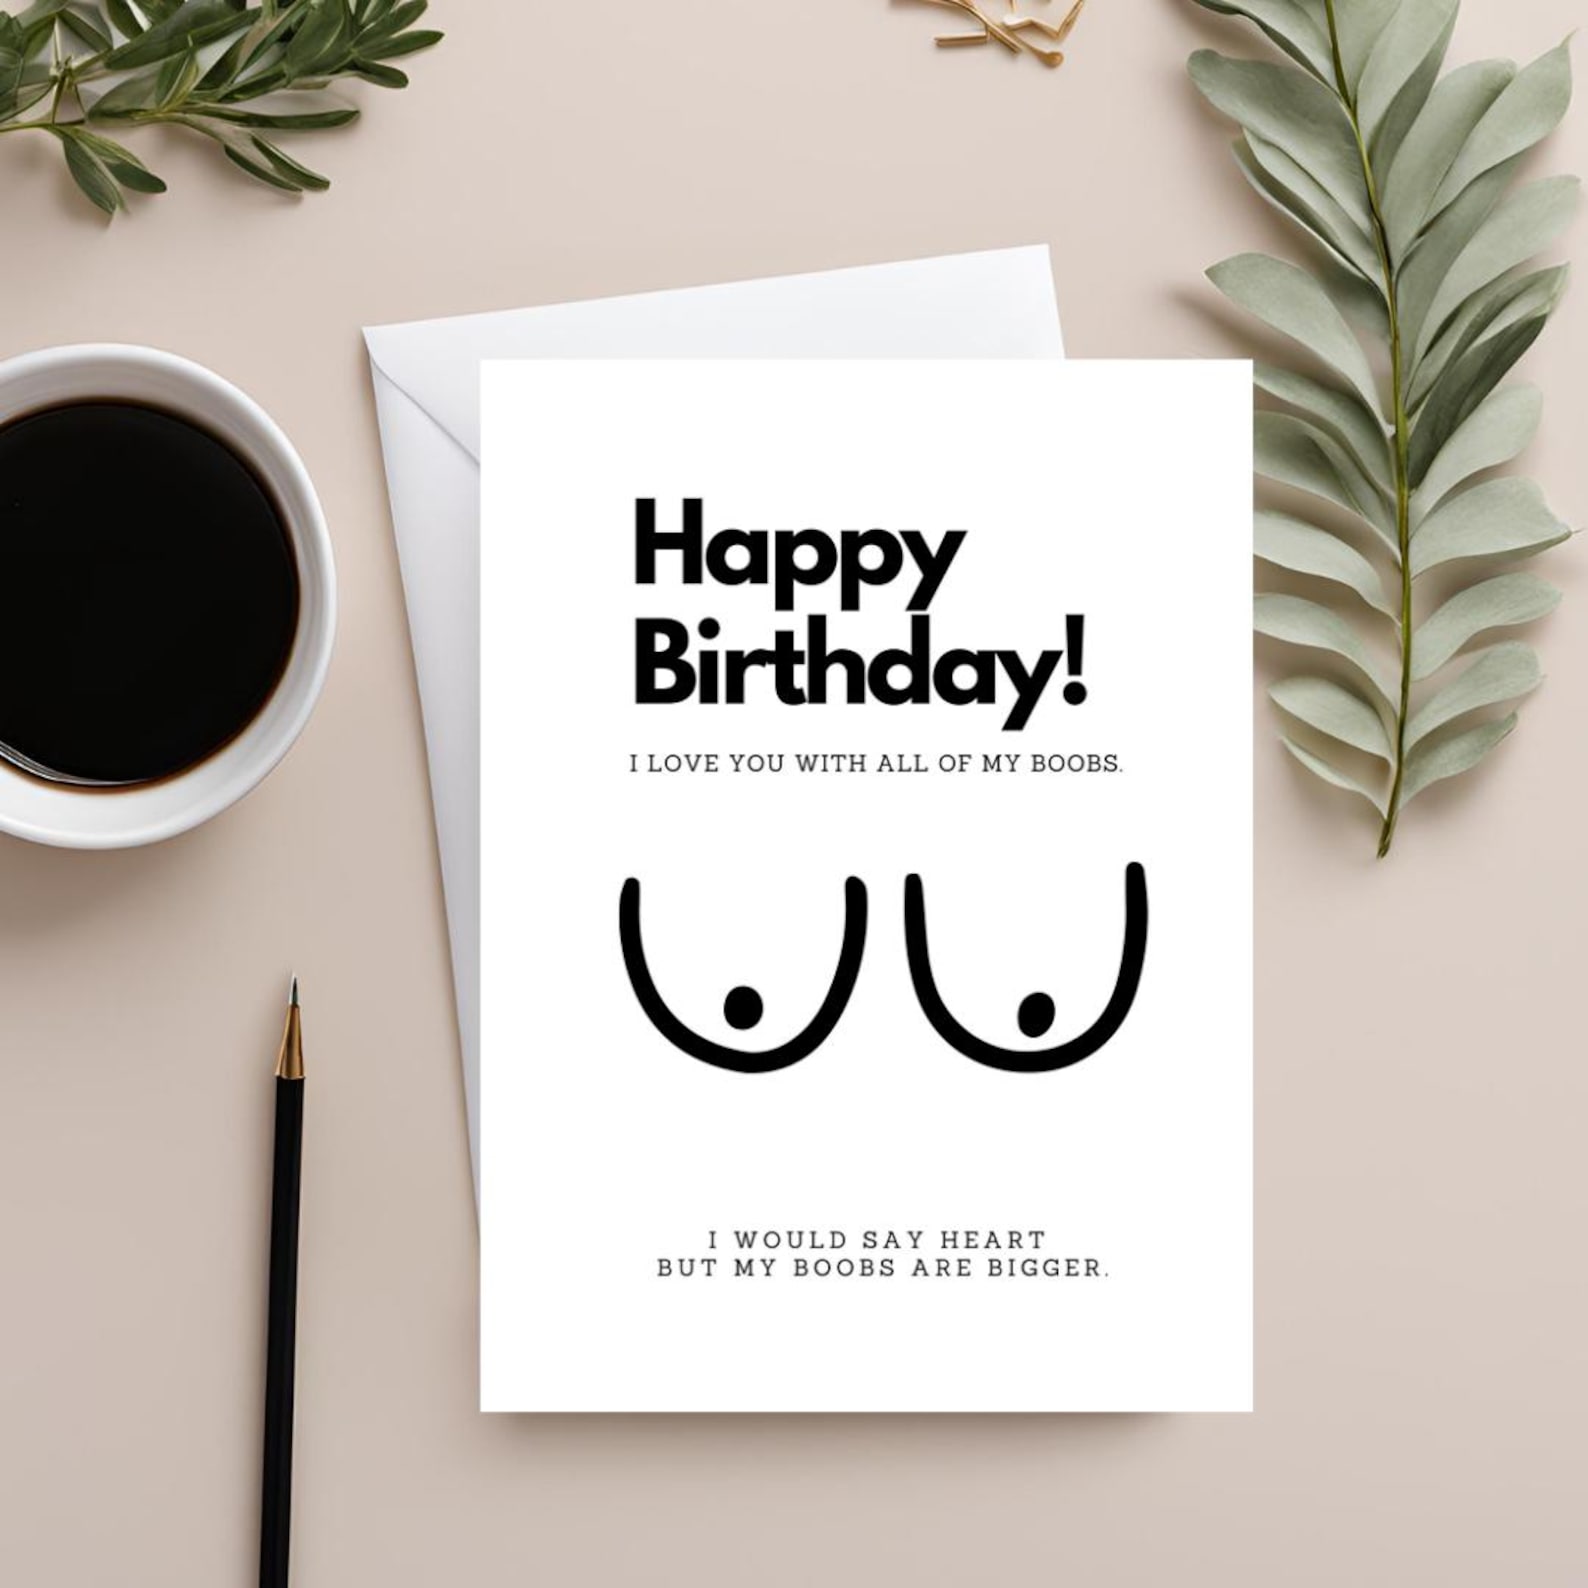 Happy
Birthday!
I LOVE YOU WITH ALL OF MY BOOBS.
I WOULD SAY HEART
BUT MY BOOBS ARE BIGGER.